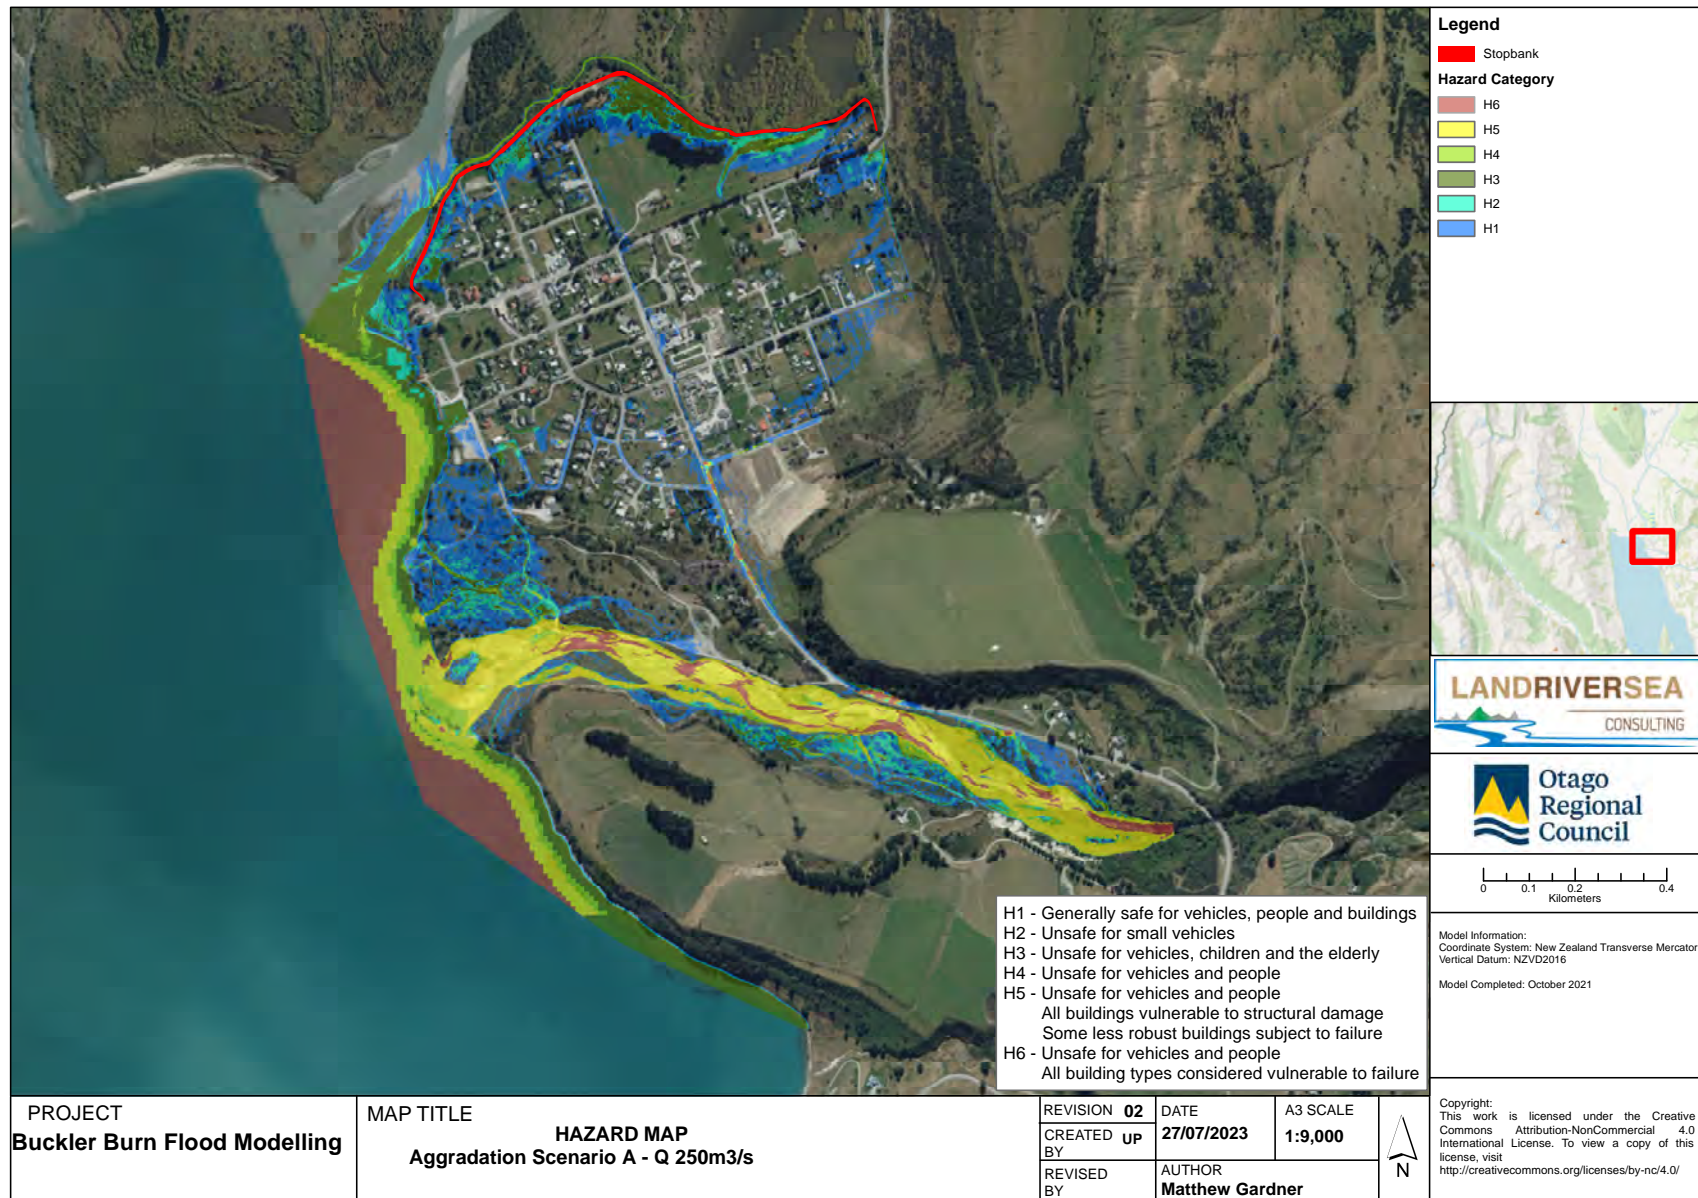 Legend
Stopbank
Hazard Category
H6
H5
H4
H3
H2
H1
LANDRIVERSEA
CONSULTING
Otago
Regional
Council
0 0.1 0.2 0.4
Kilometers
Model Information:
Coordinate System: New Zealand Transverse Mercator
Vertical Datum: NZVD2016
Model Completed: October 2021
Copyright:
This work is licensed under the Creative
Commons Attribution-NonCommercial 4.0
International License. To view a copy of this
license, visit
http://creativecommons.org/licenses/by-nc/4.0/
H1 - Generally safe for vehicles, people and buildings
H2 - Unsafe for small vehicles
H3 - Unsafe for vehicles, children and the elderly
H4 - Unsafe for vehicles and people
H5 - Unsafe for vehicles and people
All buildings vulnerable to structural damage
Some less robust buildings subject to failure
H6 - Unsafe for vehicles and people
All building types considered vulnerable to failure
PROJECT
Buckler Burn Flood Modelling
MAP TITLE
HAZARD MAP
Aggradation Scenario A - Q 250m3/s
REVISION 02
CREATED BY UP
REVISED BY
DATE
27/07/2023
A3 SCALE
1:9,000
AUTHOR
Matthew Gardner
N